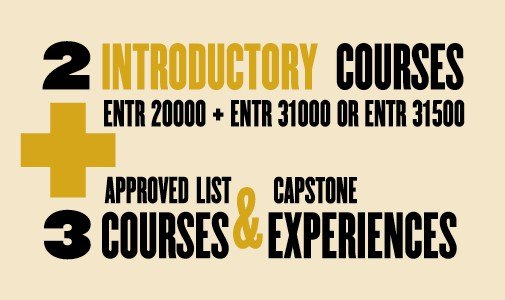 2 INTRODUCTORY COURSES
ENTR 20000 + ENTR 31000 OR ENTR 31500
+
APPROVED LIST & CAPSTONE
3 COURSES EXPERIENCES